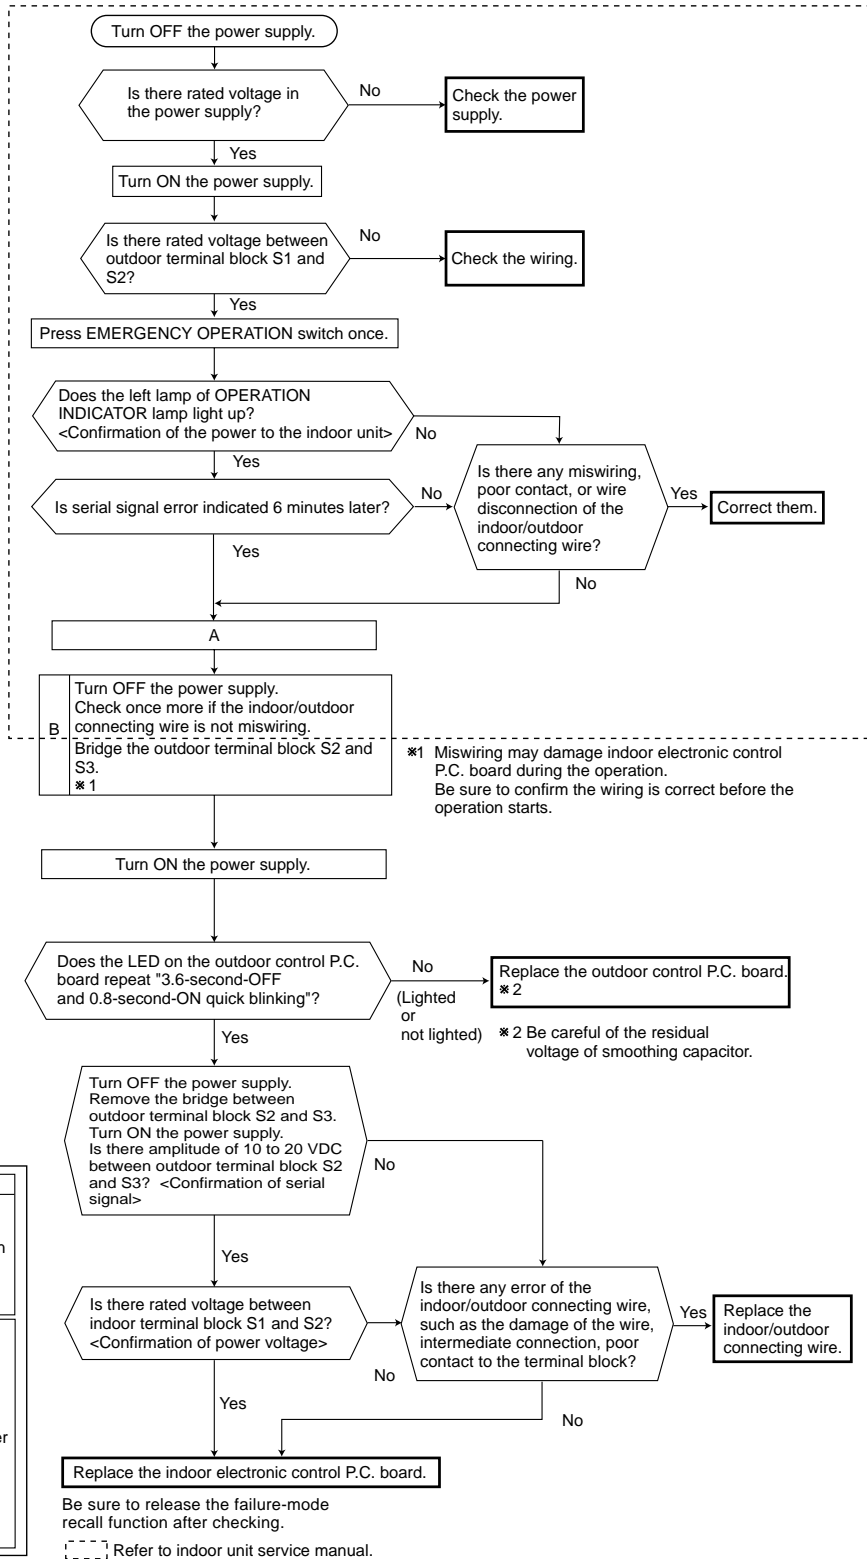 Turn OFF the power supply.
Is there rated voltage in
the power supply?
No
Check the power
supply.
Yes
Turn ON the power supply.
Is there rated voltage between
outdoor terminal block S1 and
S2?
No
Check the wiring.
Yes
Press EMERGENCY OPERATION switch once.
Does the left lamp of OPERATION
INDICATOR lamp light up?
<Confirmation of the power to the indoor unit>
No
Yes
Is serial signal error indicated 6 minutes later?
No
Is there any miswiring,
poor contact, or wire
disconnection of the
indoor/outdoor
connecting wire?
Yes
Correct them.
Yes
No
A
B
Turn OFF the power supply.
Check once more if the indoor/outdoor
connecting wire is not miswiring.
Bridge the outdoor terminal block S2 and
S3.
※1
※1 Miswiring may damage indoor electronic control
P.C. board during the operation.
Be sure to confirm the wiring is correct before the
operation starts.
Turn ON the power supply.
Does the LED on the outdoor control P.C.
board repeat "3.6-second-OFF
and 0.8-second-ON quick blinking"?
No
(Lighted
or
not lighted)
Replace the outdoor control P.C. board.
※2
※2 Be careful of the residual
voltage of smoothing capacitor.
Yes
Turn OFF the power supply.
Remove the bridge between
outdoor terminal block S2 and S3.
Turn ON the power supply.
Is there amplitude of 10 to 20 VDC
between outdoor terminal block S2
and S3? <Confirmation of serial
signal>
No
Yes
Is there rated voltage between
indoor terminal block S1 and S2?
<Confirmation of power voltage>
No
Is there any error of the
indoor/outdoor connecting wire,
such as the damage of the wire,
intermediate connection, poor
contact to the terminal block?
Yes
Replace the
indoor/outdoor
connecting wire.
Yes
No
Replace the indoor electronic control P.C. board.
Be sure to release the failure-mode
recall function after checking.
Refer to indoor unit service manual.